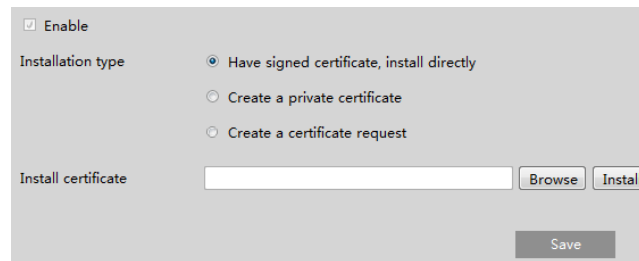 Enable
Installation type
Have signed certificate, install directly
Create a private certificate
Create a certificate request
Install certificate Browse Instal
Save